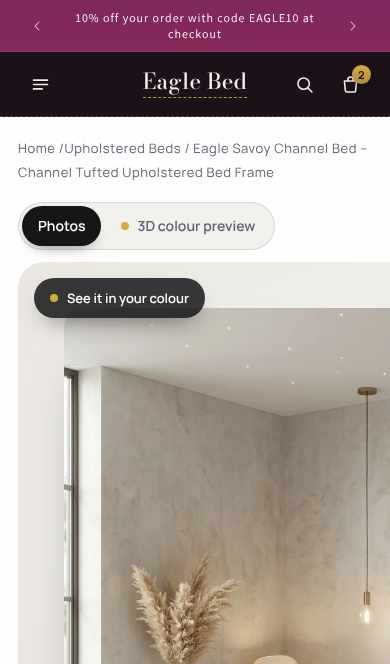 10% off your order with code EAGLE10 at
checkout
Eagle Bed
2
Home /Upholstered Beds / Eagle Savoy Channel Bed –
Channel Tufted Upholstered Bed Frame
Photos
3D colour preview
See it in your colour